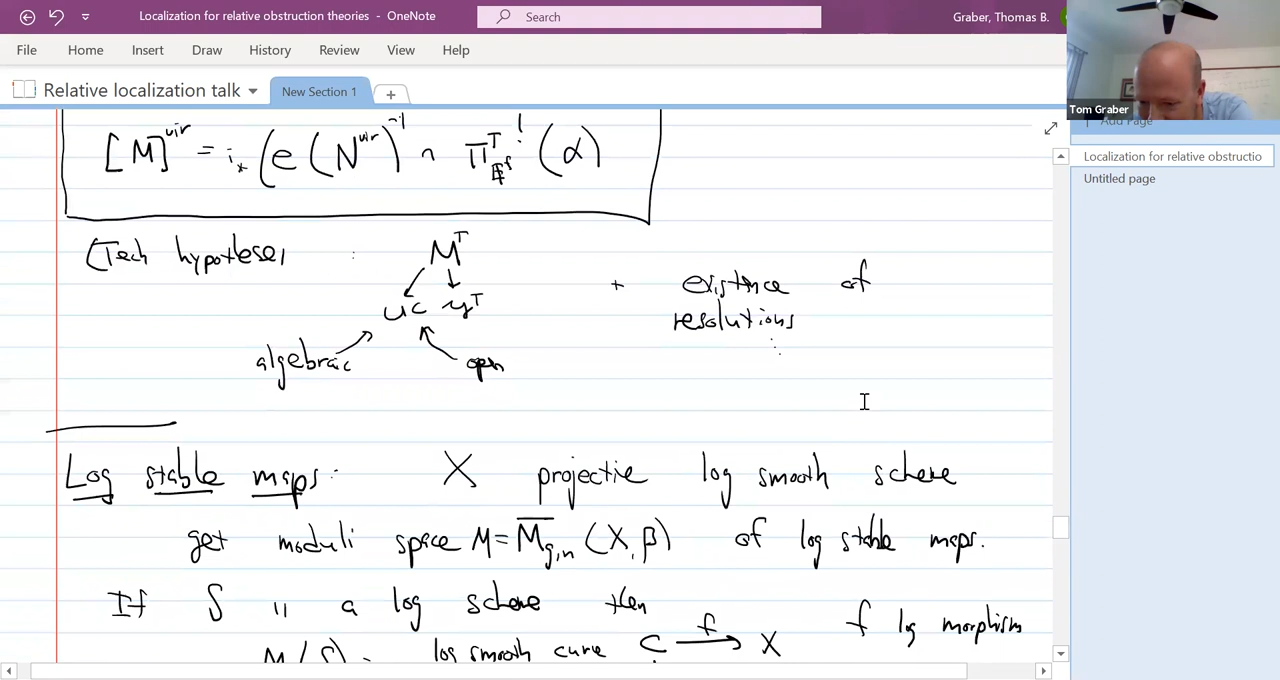 Localization for relative obstruction theories - OneNote
Search
Graber, Thomas B.
File Home Insert Draw History Review View Help
Relative localization talk
New Section 1
Tom Graber
Add Page
Localization for relative obstructio
Untitled page
[M]^vir = i_* (e(N^vir)^-1 ∩ π^T_E^f ! (α)
(Tech hypotheses : M^T + existence of
U ⊂ Y^T resolutions
algebraic open
Log stable maps: X projective log smooth scheme
get moduli space M = M̅_g,n (X, β) of log stable maps.
If S is a log scheme then
M(S) = log smooth curve C →^f X f log morphism